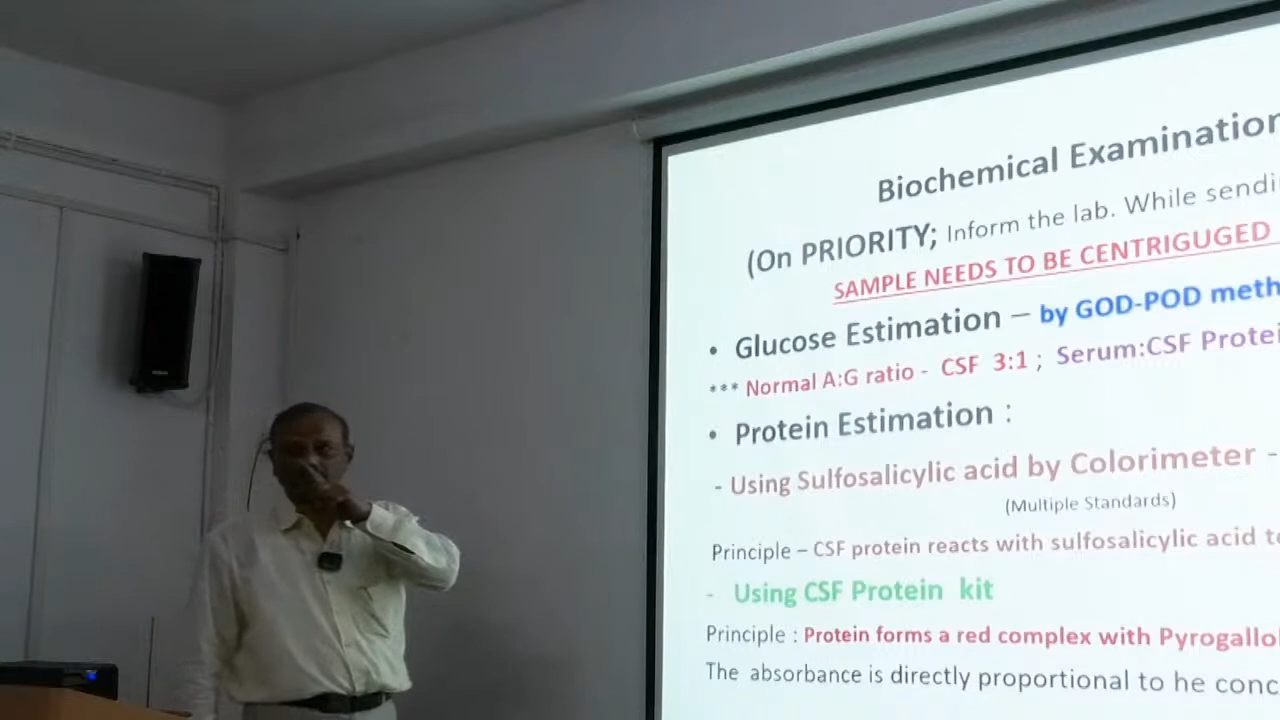 Biochemical Examination
(On PRIORITY; Inform the lab. While sendi
SAMPLE NEEDS TO BE CENTRIGUGED
• Glucose Estimation – by GOD-POD meth
*** Normal A:G ratio - CSF 3:1 ; Serum:CSF Protei
• Protein Estimation :
- Using Sulfosalicylic acid by Colorimeter -
(Multiple Standards)
Principle – CSF protein reacts with sulfosalicylic acid to
- Using CSF Protein kit
Principle : Protein forms a red complex with Pyrogallol
The absorbance is directly proportional to he conc